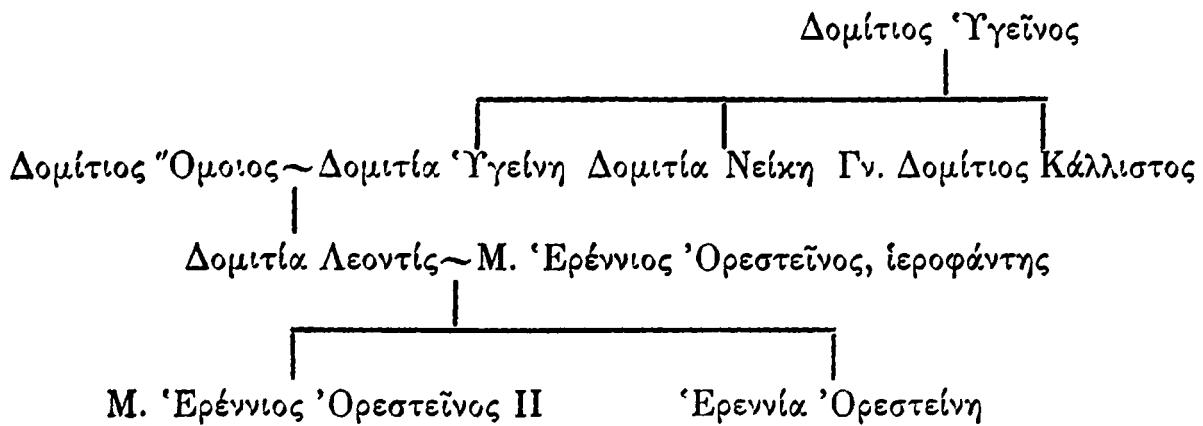 Δομίτιος Ὑγεῖνος
Δομίτιος Ὅμοιος ~ Δομιτία Ὑγείνη Δομιτία Νείκη Γν. Δομίτιος Κάλλιστος
Δομιτία Λεοντίς ~ Μ. Ἑρέννιος Ὀρεστεῖνος, ἱεροφάντης
Μ. Ἑρέννιος Ὀρεστεῖνος II Ἑρεννία Ὀρεστείνη